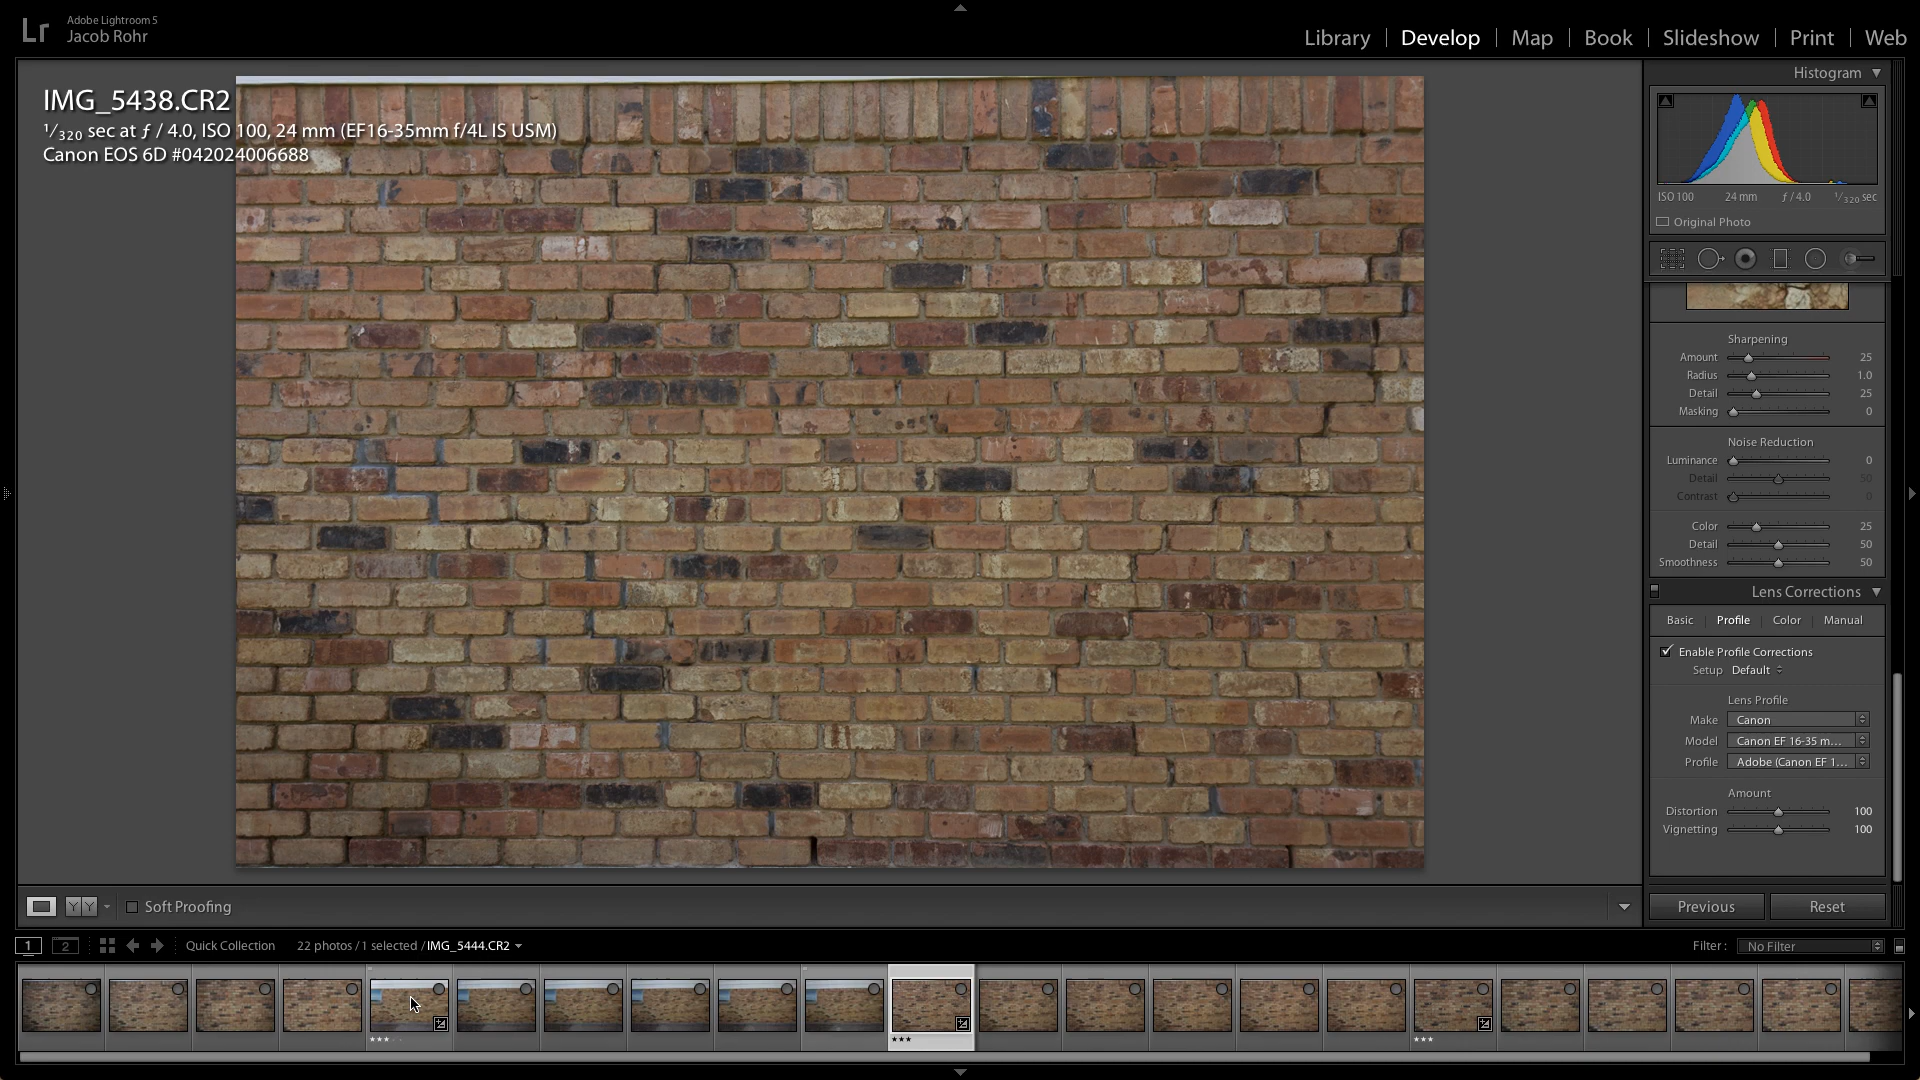 Lr
Adobe Lightroom 5
Jacob Rohr
Library | Develop | Map | Book | Slideshow | Print | Web
IMG_5438.CR2
1/320 sec at ƒ / 4.0, ISO 100, 24 mm (EF16-35mm f/4L IS USM)
Canon EOS 6D #042024006688
Histogram
ISO 100 24 mm ƒ / 4.0 1/320 sec
Original Photo
Sharpening
Amount 25
Radius 1.0
Detail 25
Masking 0
Noise Reduction
Luminance 0
Detail 50
Contrast 0
Color 25
Detail 50
Smoothness 50
Lens Corrections
Basic | Profile | Color | Manual
Enable Profile Corrections
Setup Default
Lens Profile
Make Canon
Model Canon EF 16-35 m...
Profile Adobe (Canon EF 1...
Amount
Distortion 100
Vignetting 100
Previous Reset
YY Soft Proofing
1 2 Quick Collection 22 photos / 1 selected / IMG_5444.CR2 Filter : No Filter